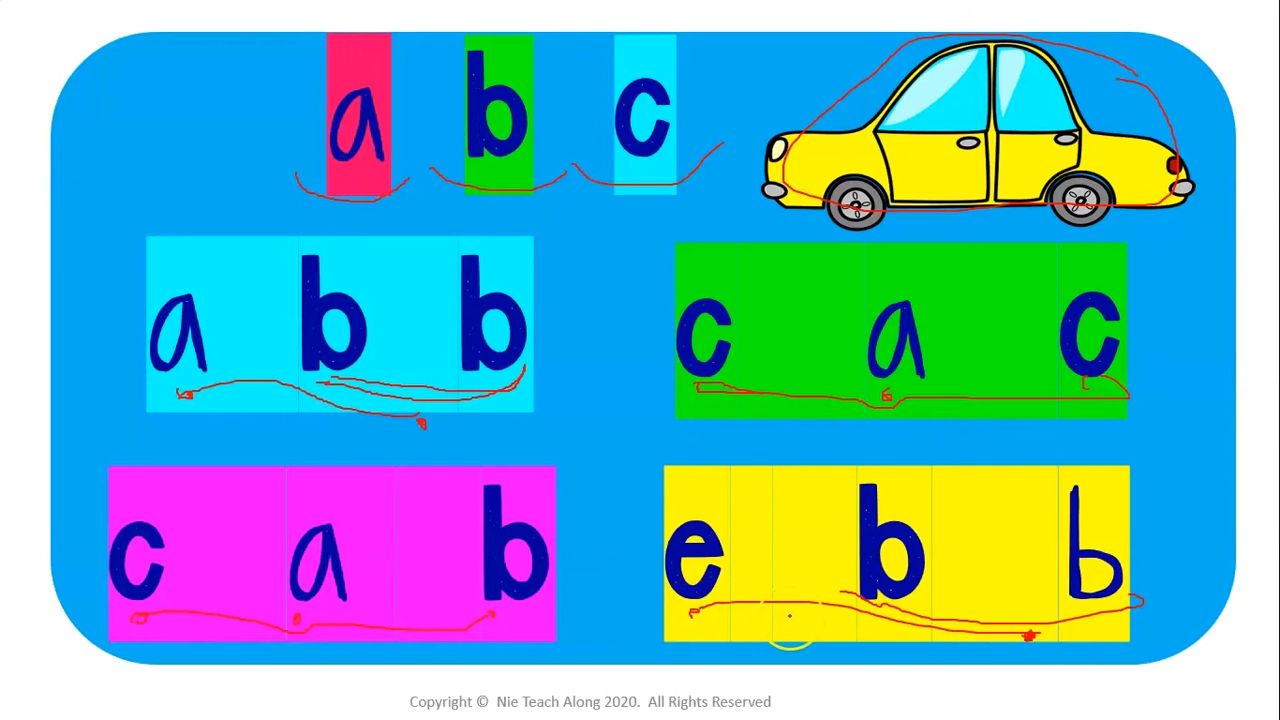 a b c
a b b
c a c
c a b
e b b
Copyright © Nie Teach Along 2020. All Rights Reserved